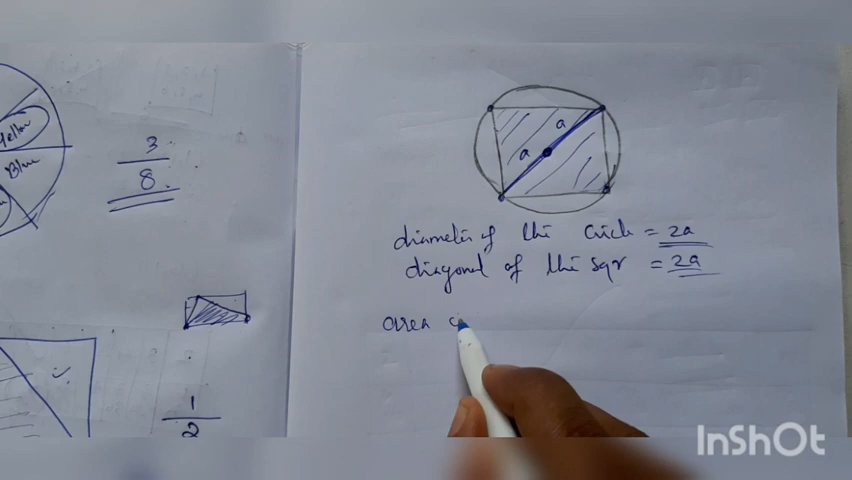 Yellow
Blue
3
8
1
2
a
a
diameter of the circle = 2a
diagonal of the sqr = 2a
area
InShOt